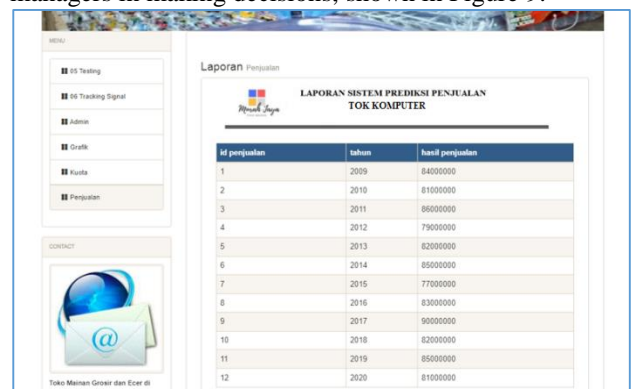 managers in making decisions, shown in Figure 9.
MENU
05 Testing
06 Tracking Signal
Admin
Grafik
Kuota
Penjualan
CONTACT
@
Toko Mainan Grosir dan Ecer di
Laporan Penjualan
Merah Jaya
LAPORAN SISTEM PREDIKSI PENJUALAN
TOK KOMPUTER
id penjualan tahun hasil penjualan
1 2009 84000000
2 2010 81000000
3 2011 86000000
4 2012 79000000
5 2013 82000000
6 2014 85000000
7 2015 77000000
8 2016 83000000
9 2017 90000000
10 2018 82000000
11 2019 85000000
12 2020 81000000